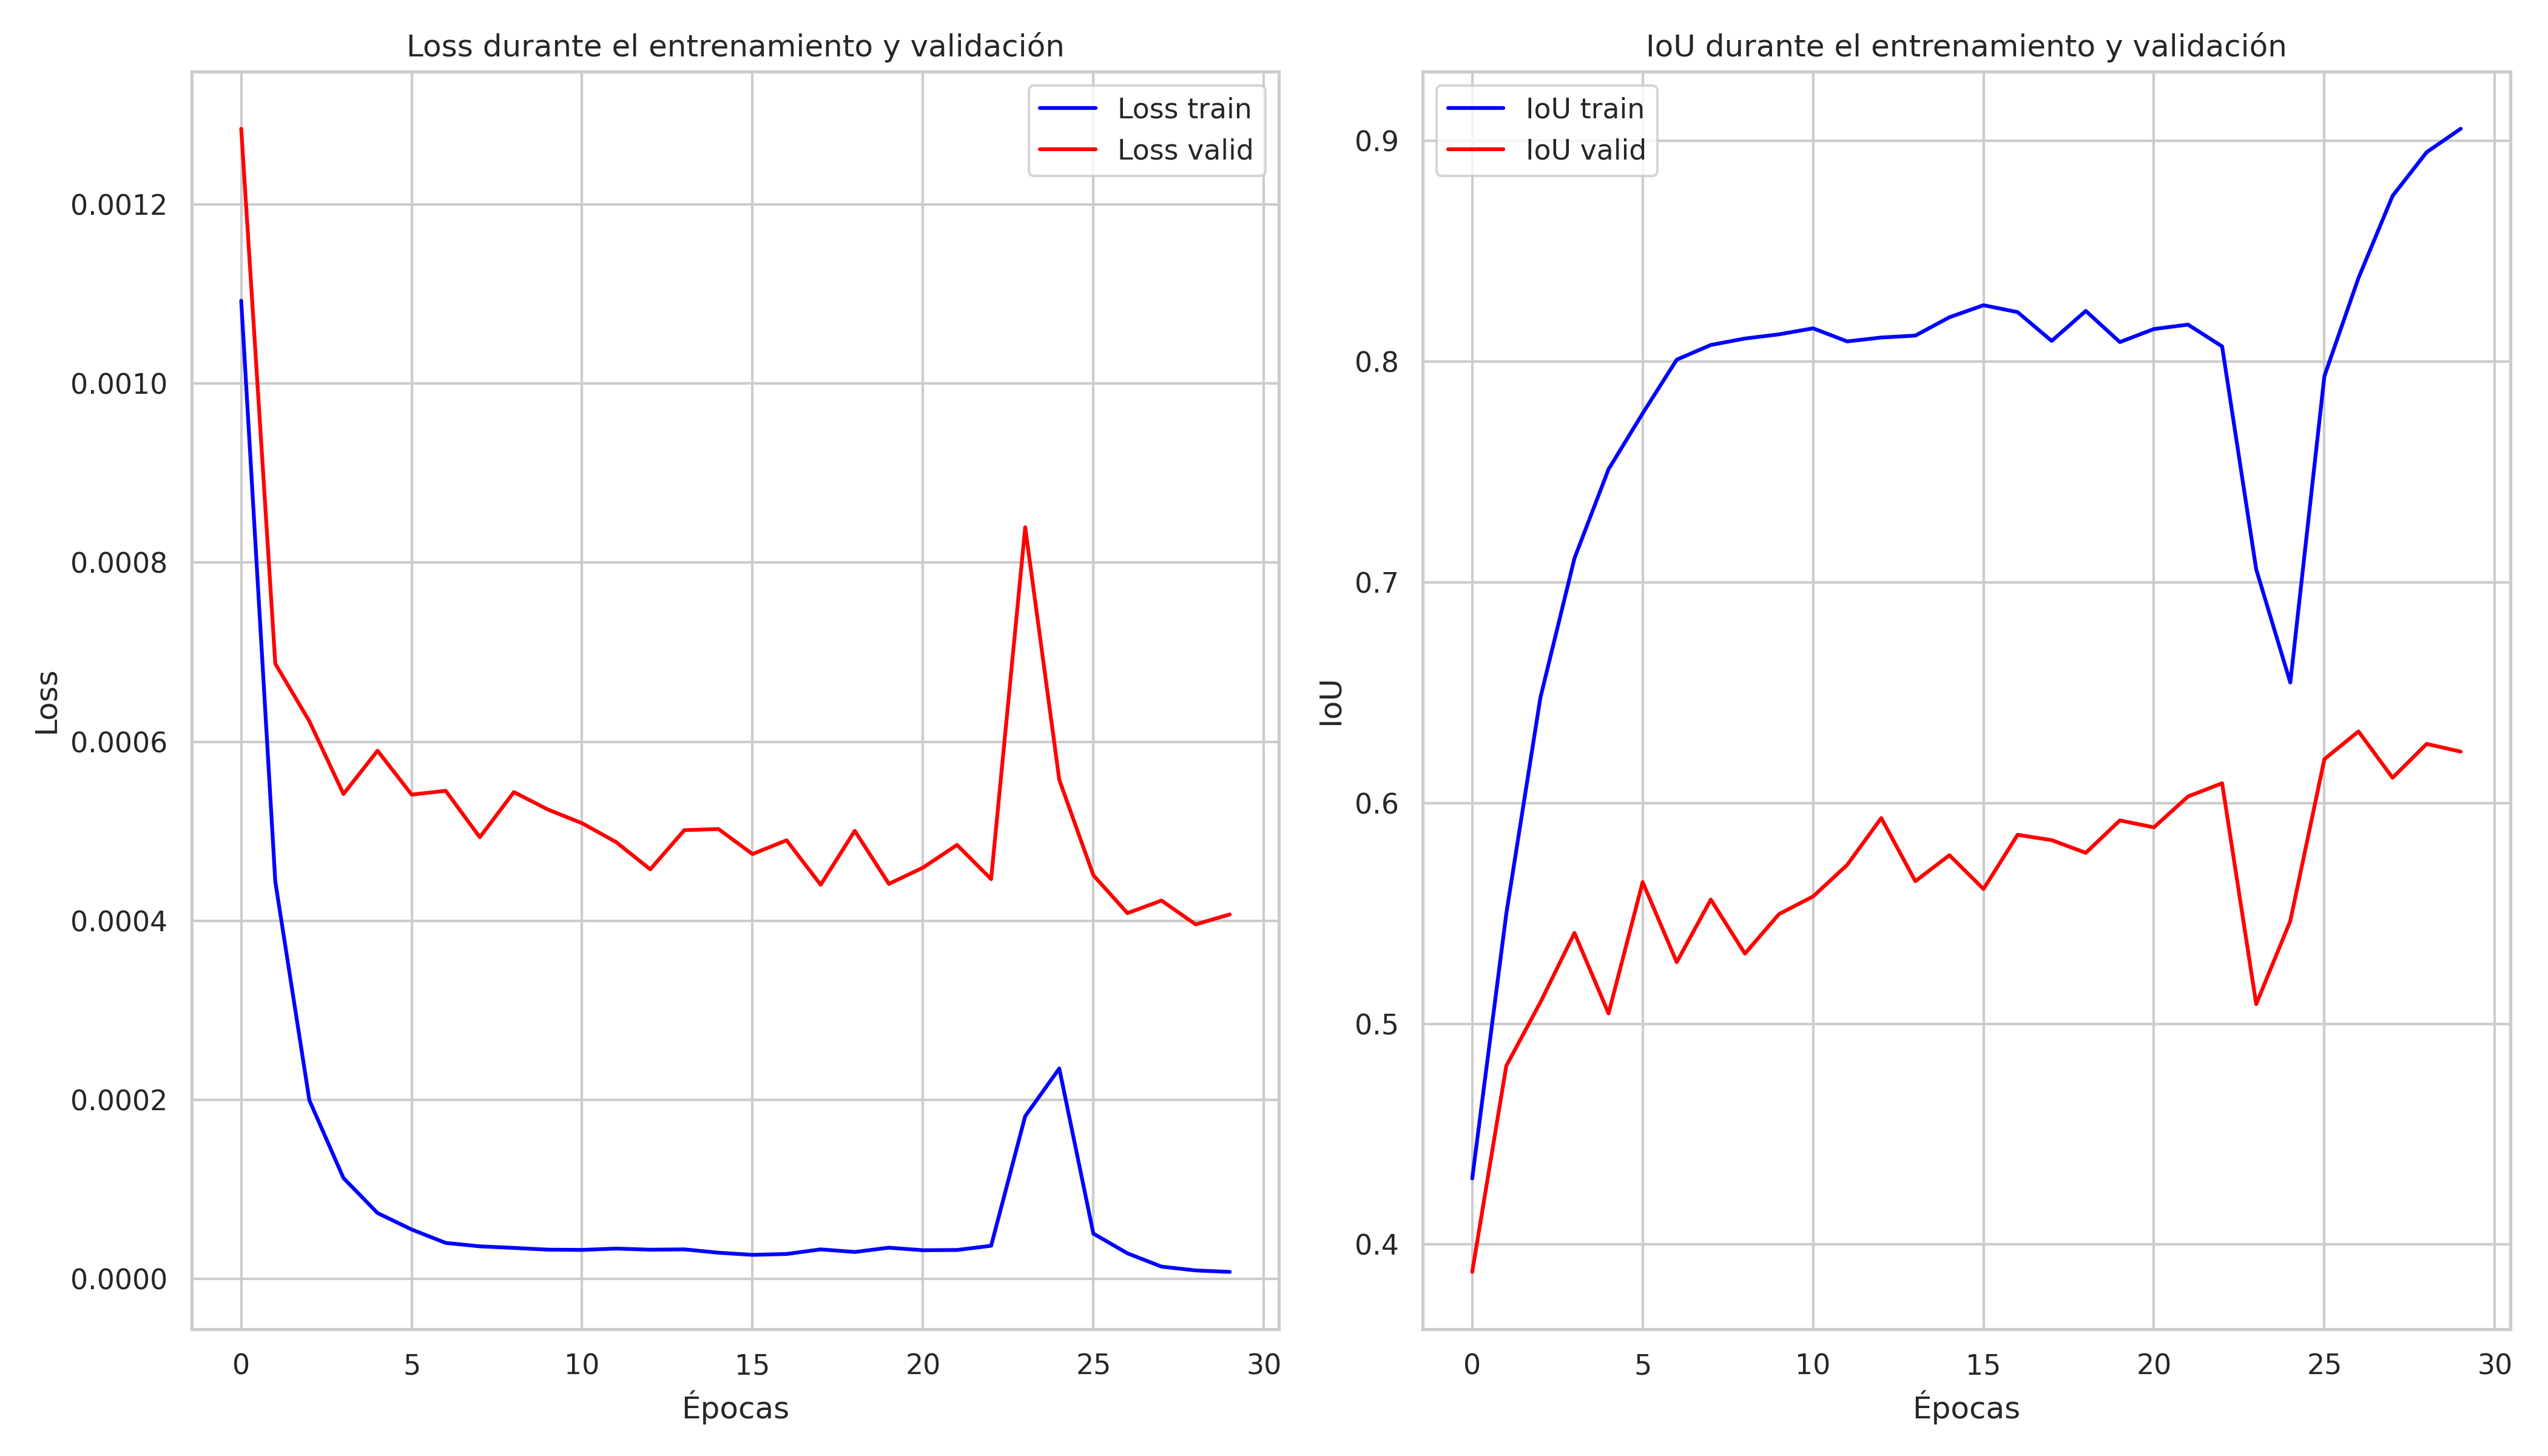 Loss durante el entrenamiento y validación
Loss train
Loss valid
0.0012
0.0010
0.0008
0.0006
0.0004
0.0002
0.0000
Loss
0 5 10 15 20 25 30
Épocas
IoU durante el entrenamiento y validación
IoU train
IoU valid
0.9
0.8
0.7
0.6
0.5
0.4
IoU
0 5 10 15 20 25 30
Épocas